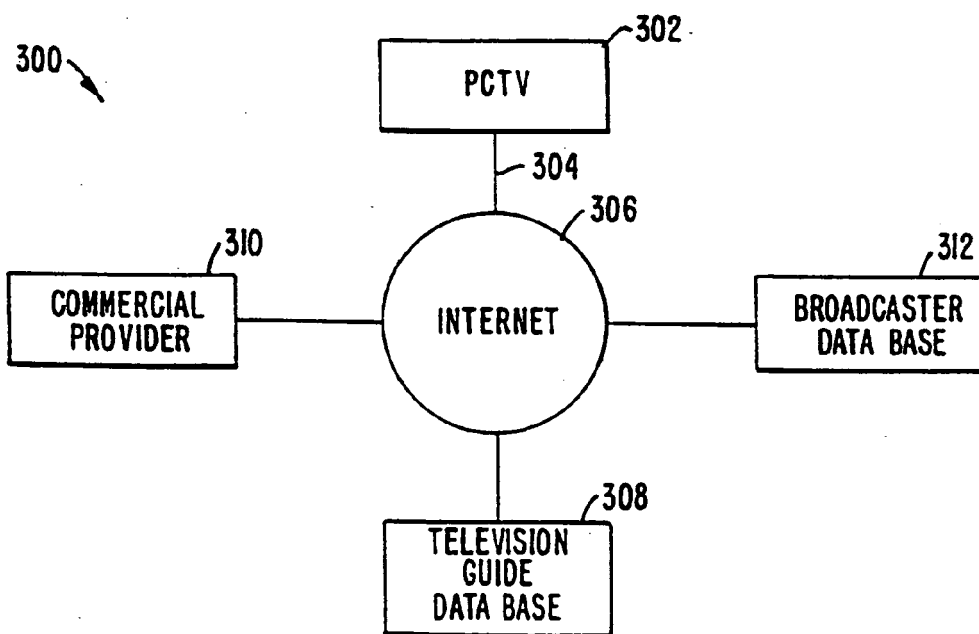 302
300
PCTV
304
306
310
312
COMMERCIAL
PROVIDER
INTERNET
BROADCASTER
DATA BASE
308
TELEVISION
GUIDE
DATA BASE